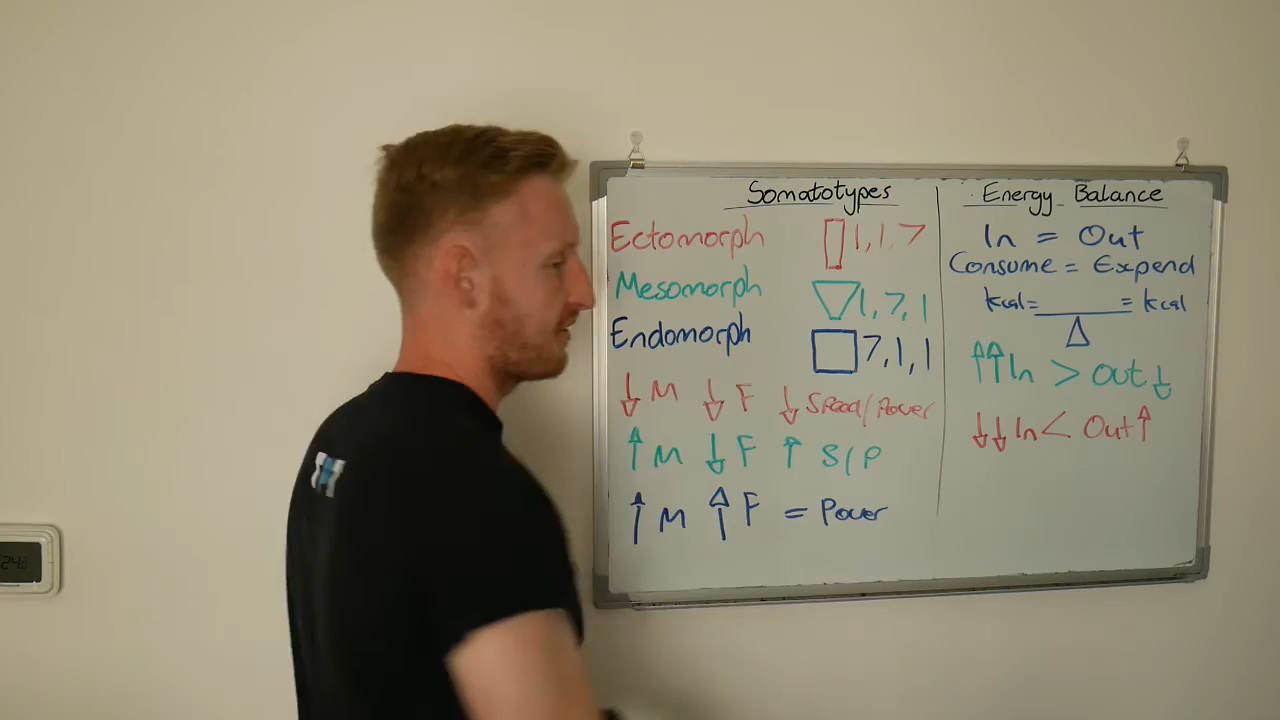 Somatotypes
Ectomorph 1,1,7
Mesomorph 1,7,1
Endomorph 7,1,1
↓ M ↓ F ↓ Speed/Power
↑ M ↓ F ↑ S/P
↑ M ↑ F = Power
Energy Balance
In = Out
Consume = Expend
kcal= = kcal
↑↑ In > Out ↓
↓↓ In < Out ↑
24